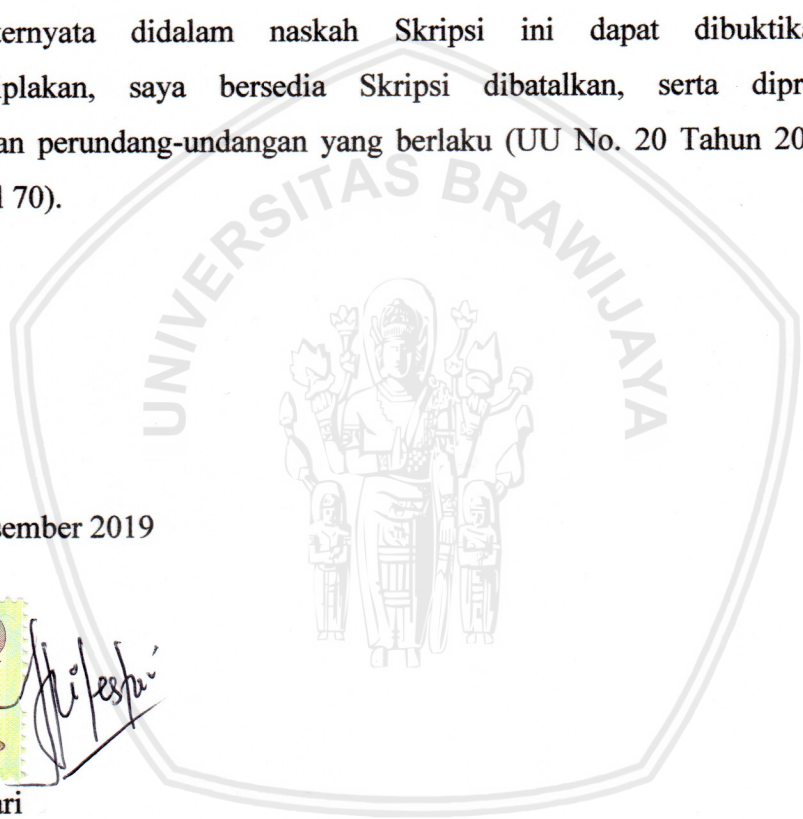 ternyata didalam naskah Skripsi ini dapat dibuktika
plakan, saya bersedia Skripsi dibatalkan, serta dipr
an perundang-undangan yang berlaku (UU No. 20 Tahun 20
70).
UNIVERSITAS BRAWIJAYA
ember 2019
ari